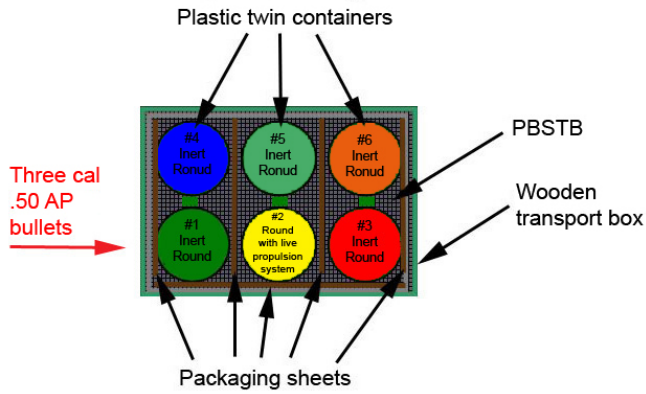 Plastic twin containers
#4
Inert
Ronud
#5
Inert
Ronud
#6
Inert
Ronud
PBSTB
Three cal
.50 AP
bullets
Wooden
transport box
#1
Inert
Round
#2
Round
with live
propulsion
system
#3
Inert
Round
Packaging sheets